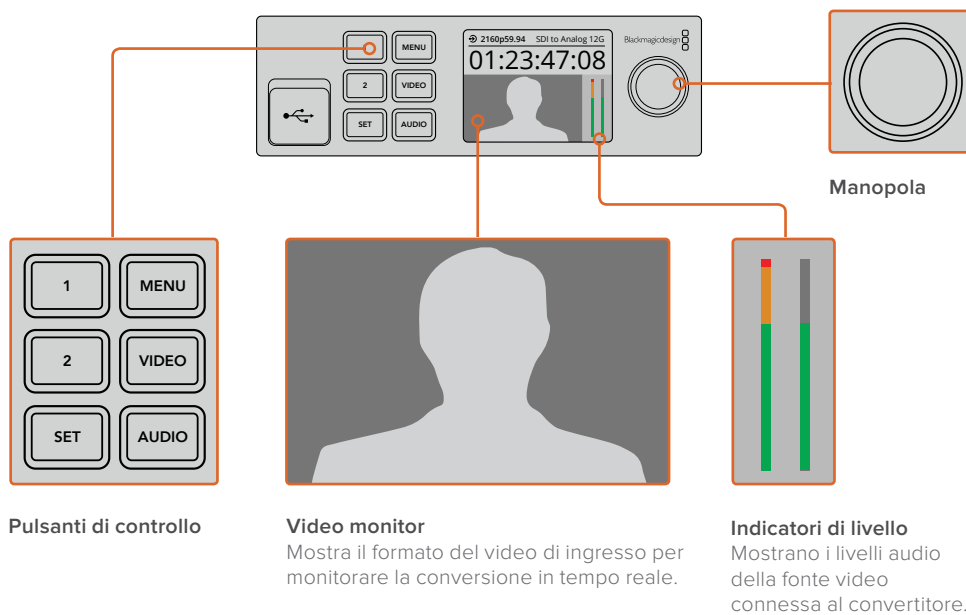 2160p59.94 SDI to Analog 12G
01:23:47:08
Blackmagicdesign
MENU
2
VIDEO
SET
AUDIO
Manopola
1
MENU
2
VIDEO
SET
AUDIO
Pulsanti di controllo
Video monitor
Mostra il formato del video di ingresso per
monitorare la conversione in tempo reale.
Indicatori di livello
Mostrano i livelli audio
della fonte video
connessa al convertitore.